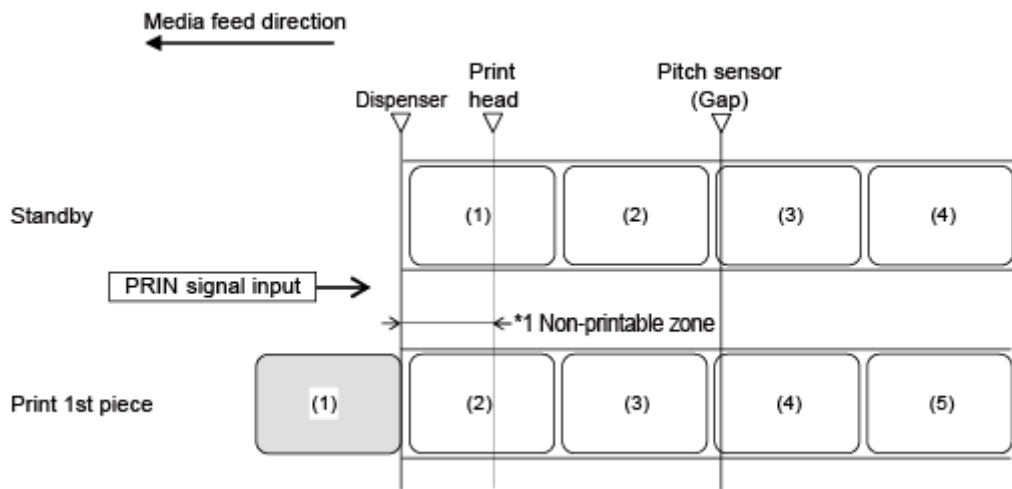 Media feed direction
Print
head
Pitch sensor
(Gap)
Dispenser
Standby
(1)
(2)
(3)
(4)
PRIN signal input
*1 Non-printable zone
Print 1st piece
(1)
(2)
(3)
(4)
(5)